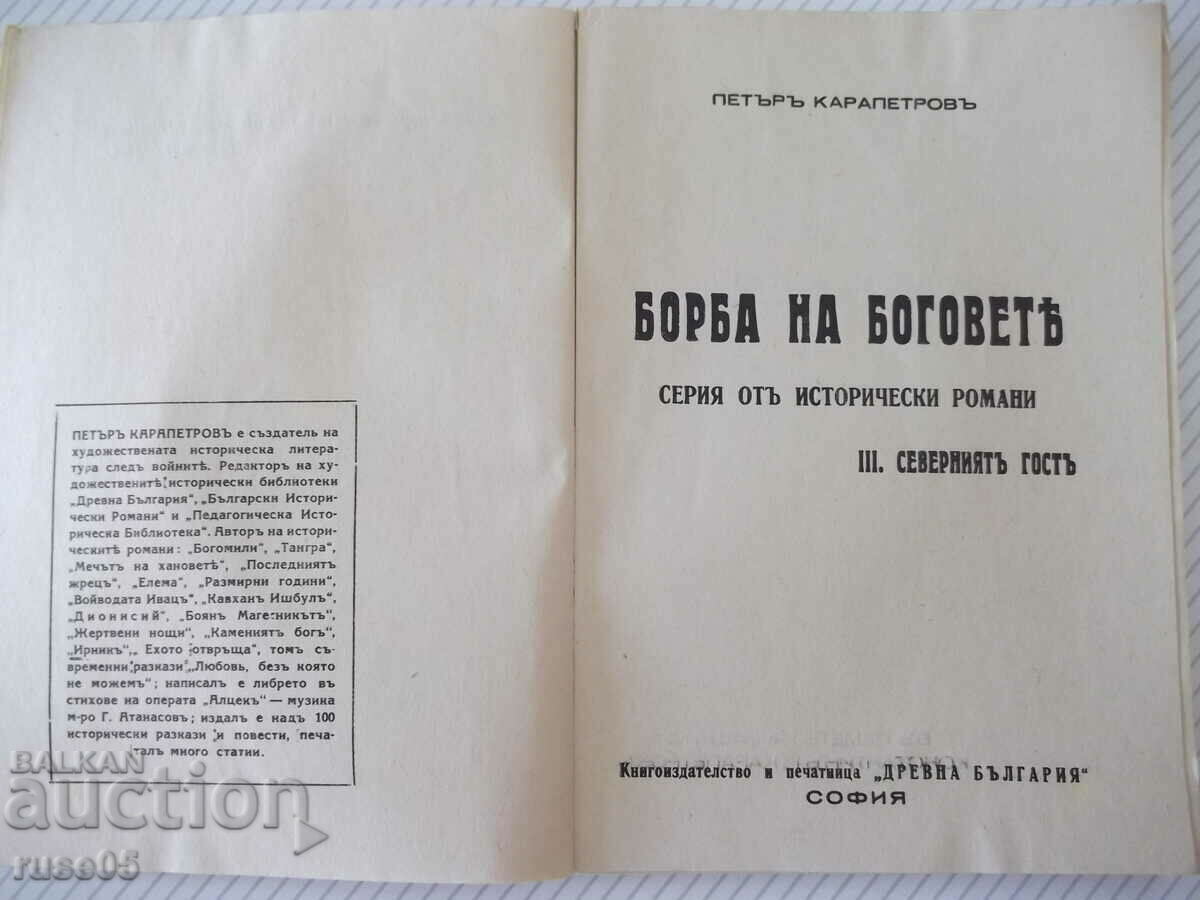 ПЕТЪРЪ КАРАПЕТРОВЪ е създатель на
художествената историческа литера-
тура следъ войнитѣ. Редакторъ на ху-
дожественитѣ исторически библиотеки
„Древна България“, „Български Истори-
чески Романи“ и „Педагогическа Исто-
рическа Библиотека“. Авторъ на истори-
ческитѣ романи: „Богомили“, „Тангра“,
„Мечътъ на хановетѣ“, „Последниятъ
жрецъ“, „Елема“, „Размирни години“,
„Войводата Ивацъ“, „Кавханъ Ишбулъ“,
„Дионисий“, „Боянъ Магесникътъ“,
„Жертвени нощи“, „Камениятъ богъ“,
„Ирникъ“„ Ехото отвръща“, томъ съ-
временни разкази „Любовь, безъ която
не можемъ“; написалъ е либрето въ
стихове на операта „Алцекъ“ — музика
м-ро Г. Атанасовъ; издалъ е надъ 100
исторически разкази и повести, печа-
талъ много статии.
ПЕТЪРЪ КАРАПЕТРОВЪ
БОРБА НА БОГОВЕТѢ
СЕРИЯ ОТЪ ИСТОРИЧЕСКИ РОМАНИ
III. СЕВЕРНИЯТЪ ГОСТЪ
Книгоиздателство и печатница „ДРЕВНА БЪЛГАРИЯ“
СОФИЯ
BALKAN
auction
ruse05